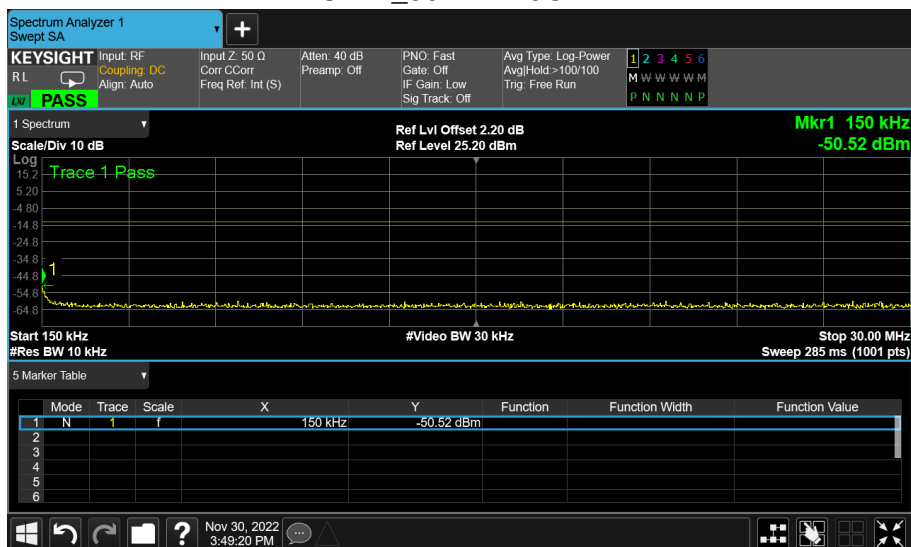 Spectrum Analyzer 1
Swept SA
+
KEYSIGHT Input: RF Input Z: 50 Ω Atten: 40 dB PNO: Fast Avg Type: Log-Power 1 2 3 4 5 6
RL Coupling: DC Corr CCorr Preamp: Off Gate: Off Avg|Hold:>100/100 M W W W W M
Align: Auto Freq Ref: Int (S) IF Gain: Low Trig: Free Run
LXI PASS Sig Track: Off P N N N N P
1 Spectrum Ref Lvl Offset 2.20 dB Mkr1 150 kHz
Scale/Div 10 dB Ref Level 25.20 dBm -50.52 dBm
Log
15.2 Trace 1 Pass
5.20
-4.80
-14.8
-24.8
-34.8
1
-44.8
-54.8
-64.8
Start 150 kHz #Video BW 30 kHz Stop 30.00 MHz
#Res BW 10 kHz Sweep 285 ms (1001 pts)
5 Marker Table
Mode Trace Scale X Y Function Function Width Function Value
1 N 1 f 150 kHz -50.52 dBm
2
3
4
5
6
? Nov 30, 2022
3:49:20 PM